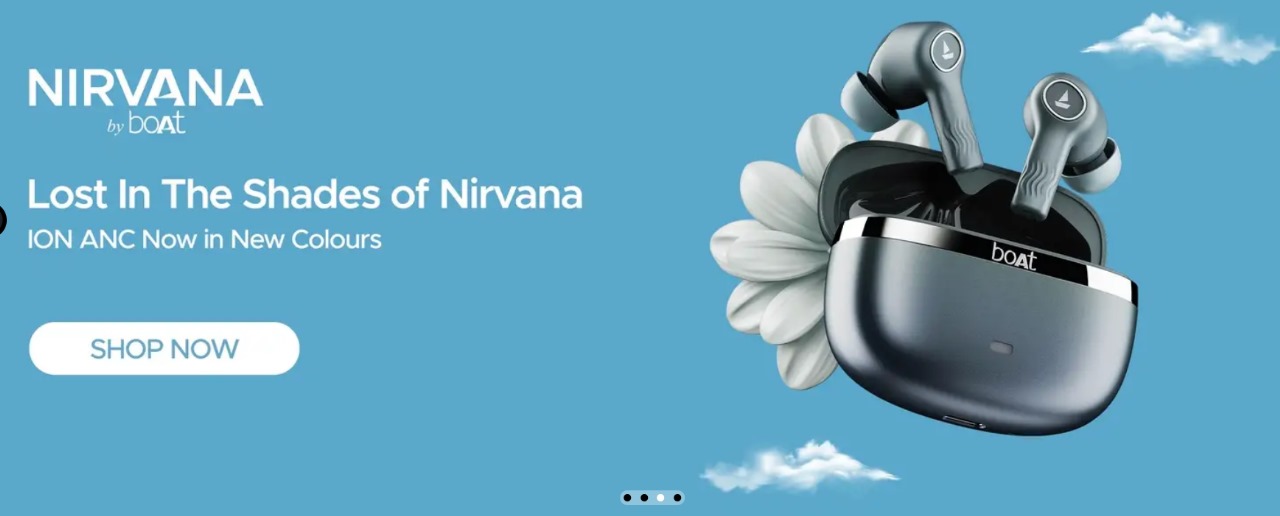 NIRVANA
by boAt
Lost In The Shades of Nirvana
ION ANC Now in New Colours
SHOP NOW
boAt